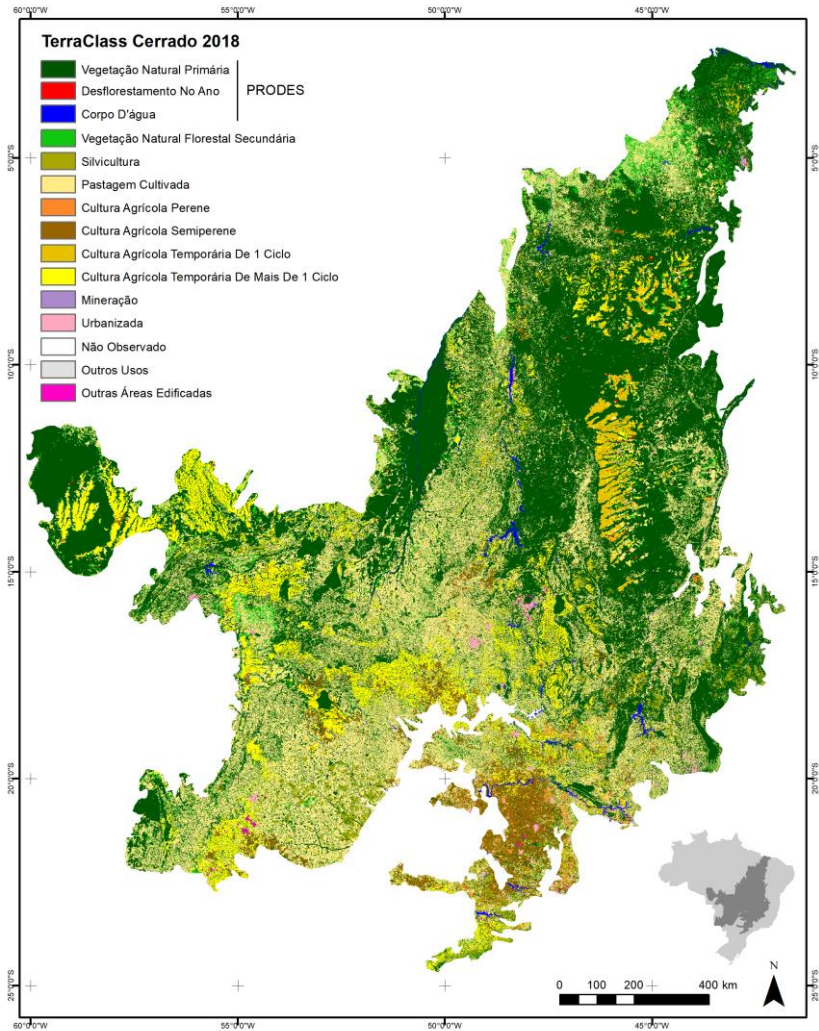 60°0'0"O
55°0'0"O
50°0'0"O
45°0'0"O
TerraClass Cerrado 2018
Vegetação Natural Primária
Desflorestamento No Ano
PRODES
Corpo D'água
Vegetação Natural Florestal Secundária
Silvicultura
Pastagem Cultivada
Cultura Agrícola Perene
Cultura Agrícola Semiperene
Cultura Agrícola Temporária De 1 Ciclo
Cultura Agrícola Temporária De Mais De 1 Ciclo
Mineração
Urbanizada
Não Observado
Outros Usos
Outras Áreas Edificadas
5°0'0"S
5°0'0"S
10°0'0"S
10°0'0"S
15°0'0"S
15°0'0"S
20°0'0"S
20°0'0"S
25°0'0"S
25°0'0"S
N
0 100 200 400 km
60°0'0"O
55°0'0"O
50°0'0"O
45°0'0"O